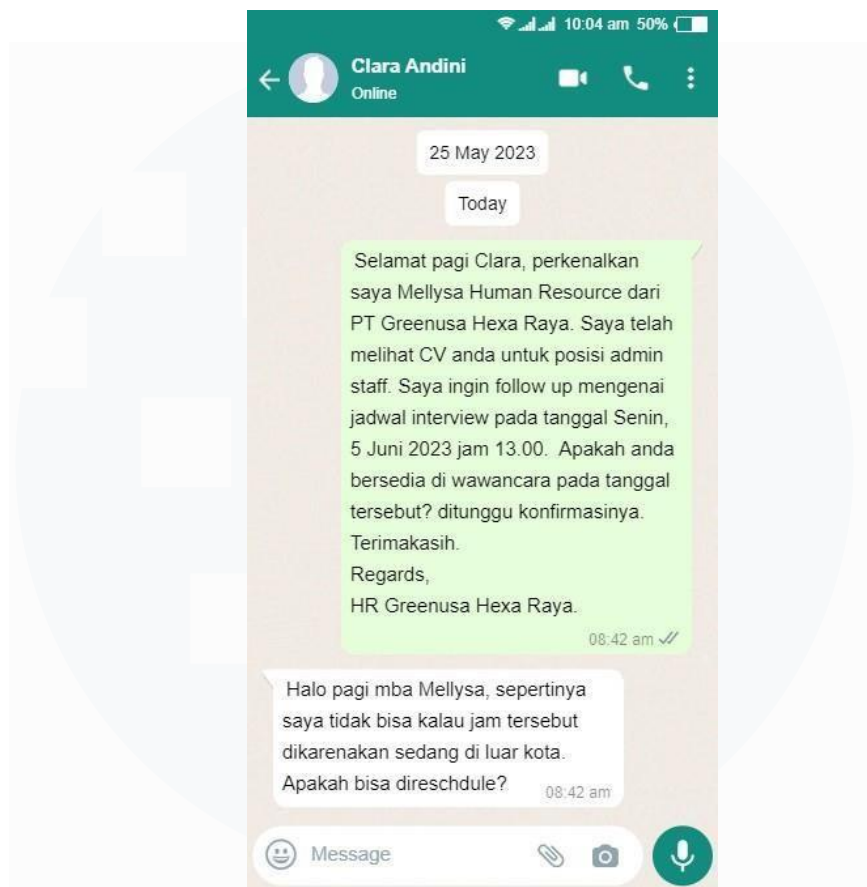 10:04 am 50%
Clara Andini
Online
25 May 2023
Today
Selamat pagi Clara, perkenalkan
saya Mellysa Human Resource dari
PT Greenusa Hexa Raya. Saya telah
melihat CV anda untuk posisi admin
staff. Saya ingin follow up mengenai
jadwal interview pada tanggal Senin,
5 Juni 2023 jam 13.00.  Apakah anda
bersedia di wawancara pada tanggal
tersebut? ditunggu konfirmasinya.
Terimakasih.
Regards,
HR Greenusa Hexa Raya.
08:42 am
Halo pagi mba Mellysa, sepertinya
saya tidak bisa kalau jam tersebut
dikarenakan sedang di luar kota.
Apakah bisa direschdule?
08:42 am
Message